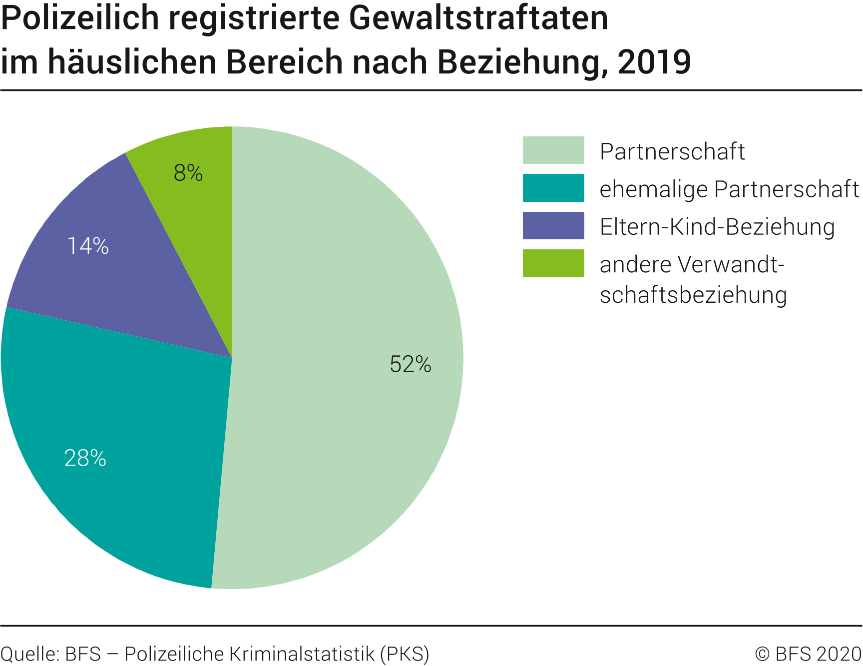 Polizeilich registrierte Gewaltstraftaten
im häuslichen Bereich nach Beziehung, 2019
8%
14%
52%
28%
Partnerschaft
ehemalige Partnerschaft
Eltern-Kind-Beziehung
andere Verwandt-
schaftsbeziehung
Quelle: BFS – Polizeiliche Kriminalstatistik (PKS)
© BFS 2020